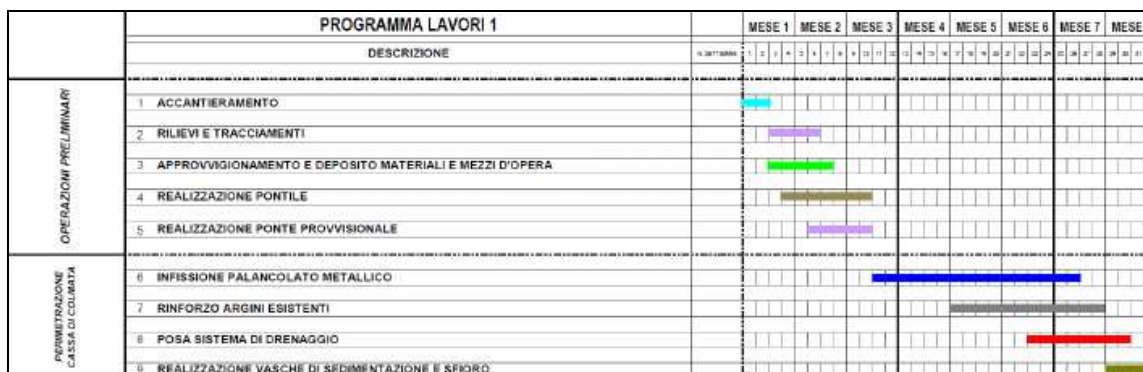 PROGRAMMA LAVORI 1
MESE 1 MESE 2 MESE 3 MESE 4 MESE 5 MESE 6 MESE 7 MESE
DESCRIZIONE
OPERAZIONI PRELIMINARI
1 ACCANTIERAMENTO
2 RILIEVI E TRACCIAMENTI
3 APPROVVIGIONAMENTO E DEPOSITO MATERIALI E MEZZI D'OPERA
4 REALIZZAZIONE PONTILE
5 REALIZZAZIONE PONTE PROVVISIONALE
PERIMETRAZIONE
CASSA DI COLMATA
6 INFISSIONE PALANCOLATO METALLICO
7 RINFORZO ARGINI ESISTENTI
8 POSA SISTEMA DI DRENAGGIO
9 REALIZZAZIONE VASCHE DI SEDIMENTAZIONE E SFIORO